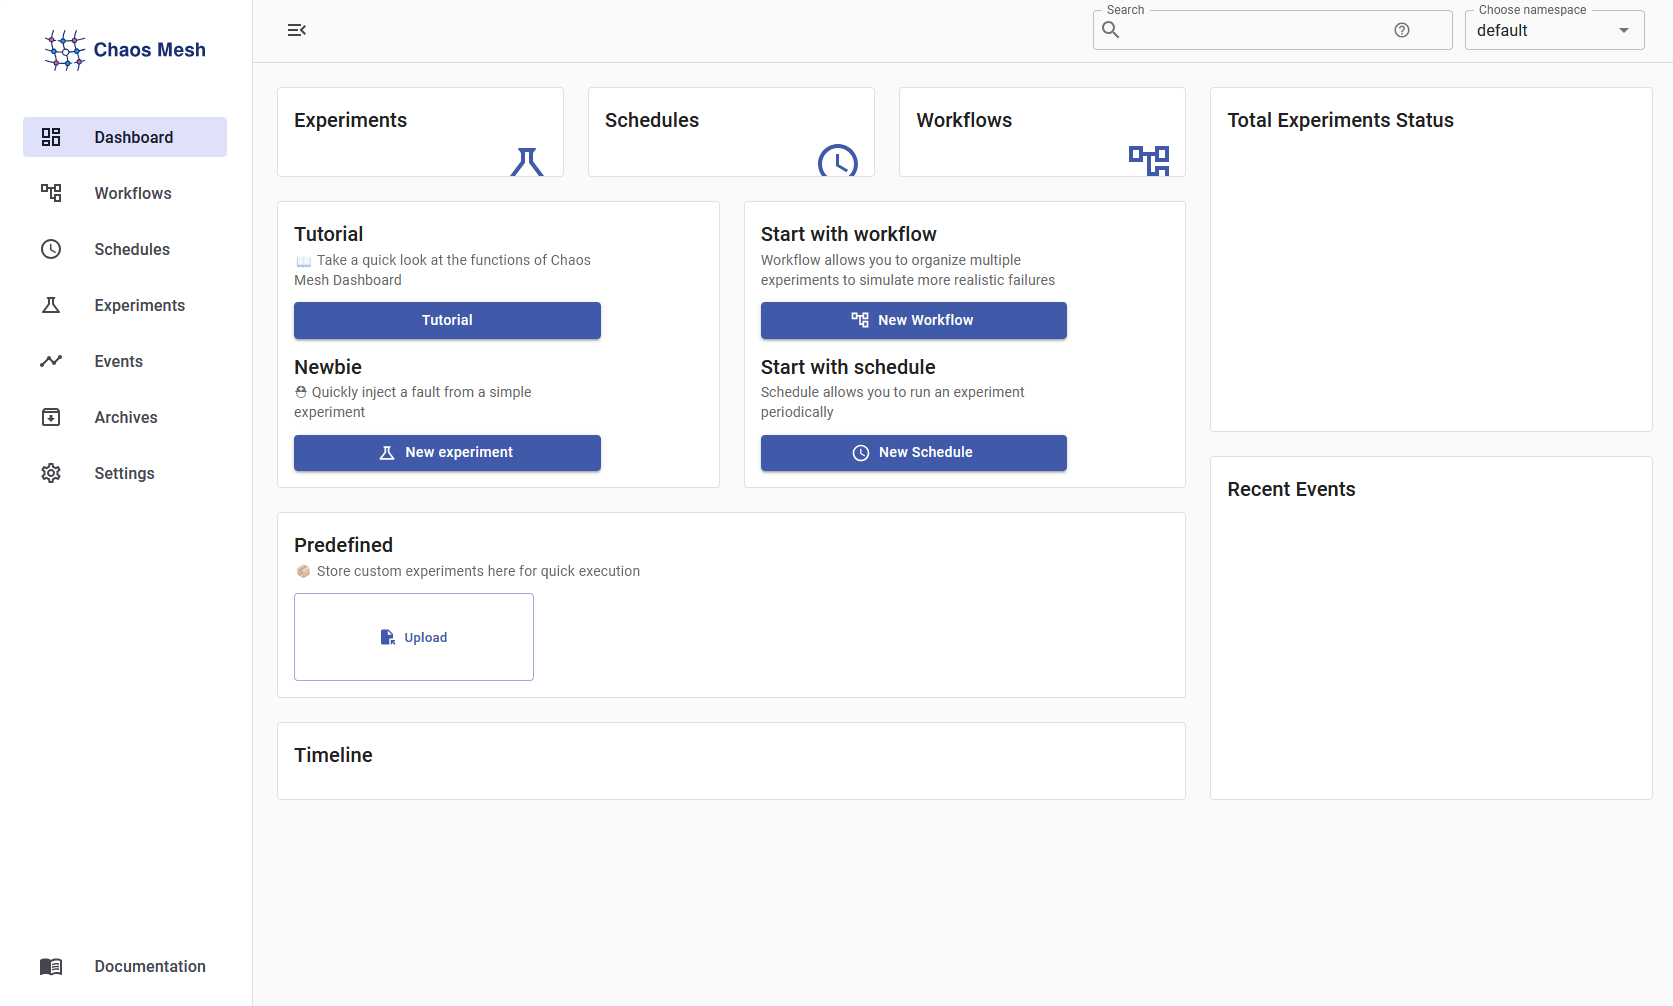 Chaos Mesh
Dashboard
Workflows
Schedules
Experiments
Events
Archives
Settings
Documentation
Search
Choose namespace
default
Experiments
Schedules
Workflows
Tutorial
📖 Take a quick look at the functions of Chaos
Mesh Dashboard
Tutorial
Newbie
Quickly inject a fault from a simple
experiment
New experiment
Start with workflow
Workflow allows you to organize multiple
experiments to simulate more realistic failures
New Workflow
Start with schedule
Schedule allows you to run an experiment
periodically
New Schedule
Predefined
📦 Store custom experiments here for quick execution
Upload
Timeline
Total Experiments Status
Recent Events